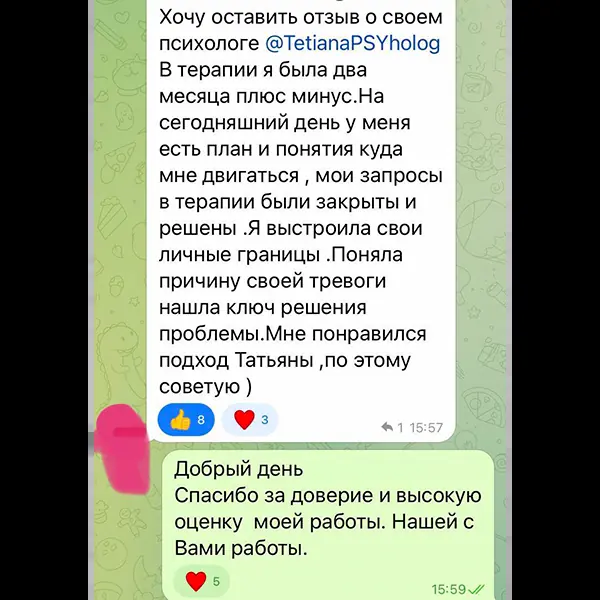 Хочу оставить отзыв о своем
психологе @TetianaPSYholog
В терапии я была два
месяца плюс минус.На
сегодняшний день у меня
есть план и понятия куда
мне двигаться , мои запросы
в терапии были закрыты и
решены .Я выстроила свои
личные границы .Поняла
причину своей тревоги
нашла ключ решения
проблемы.Мне понравился
подход Татьяны ,по этому
советую )
8
3
1 15:57
Добрый день
Спасибо за доверие и высокую
оценку моей работы. Нашей с
Вами работы.
5
15:59